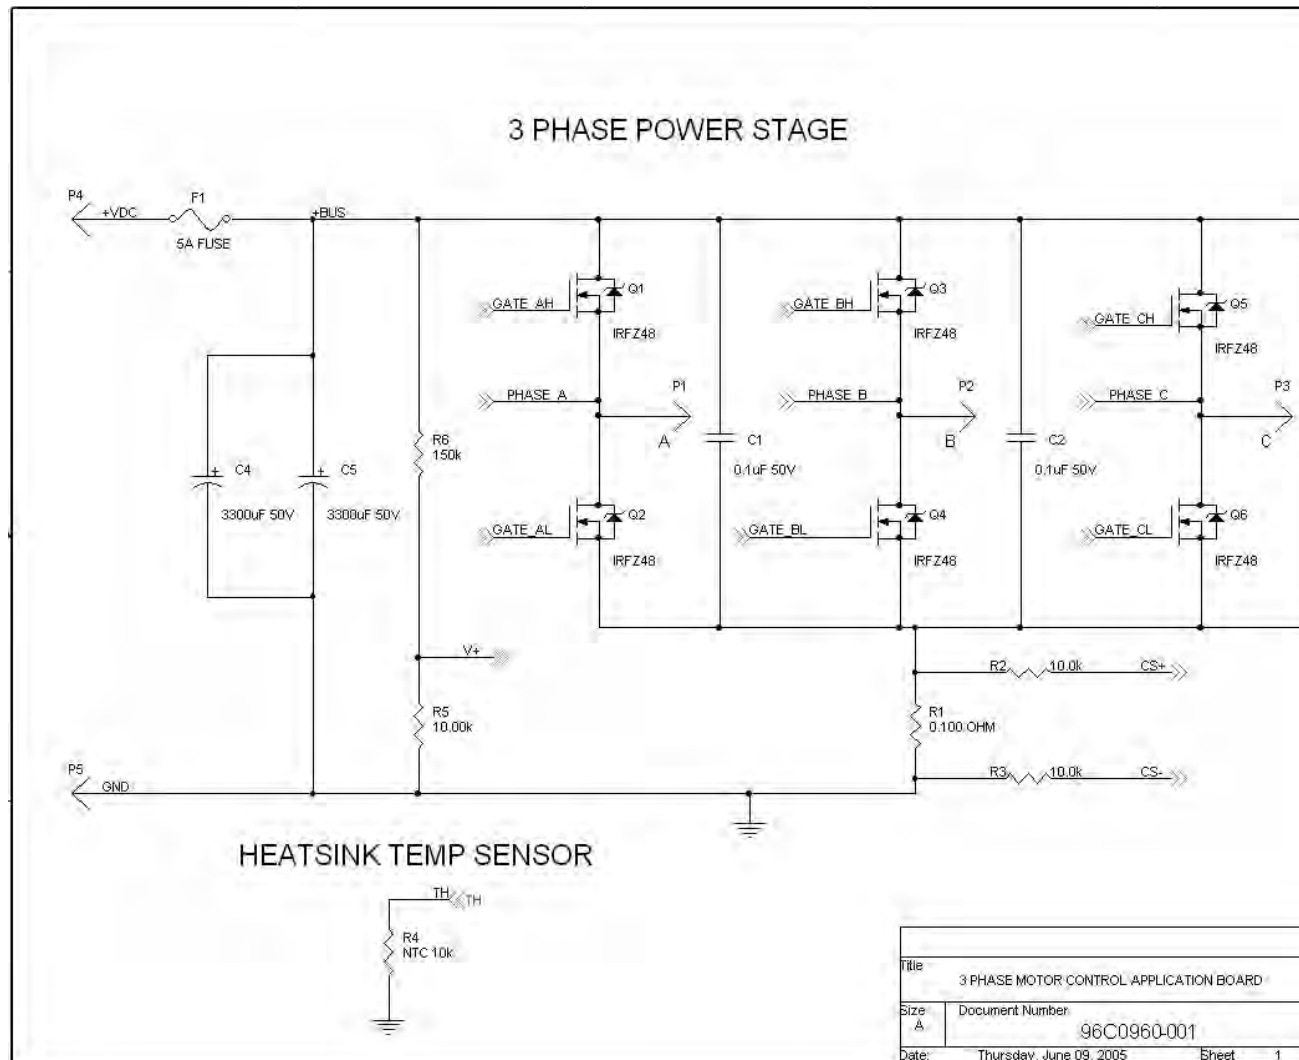 3 PHASE POWER STAGE
P4
+VDC
F1
5A FUSE
+BUS
GATE_AH
Q1
IRFZ48
GATE_BH
Q3
IRFZ48
GATE_CH
Q5
IRFZ48
PHASE_A
P1
A
PHASE_B
P2
B
PHASE_C
P3
C
R6
150k
C1
0.1uF 50V
C2
0.1uF 50V
+
C4
3300uF 50V
+
C5
3300uF 50V
GATE_AL
Q2
IRFZ48
GATE_BL
Q4
IRFZ48
GATE_CL
Q6
IRFZ48
V+
R2
10.0k
CS+
R5
10.00k
R1
0.100 OHM
R3
10.0k
CS-
P5
GND
HEATSINK TEMP SENSOR
TH
TH
R4
NTC 10k
Title
3 PHASE MOTOR CONTROL APPLICATION BOARD
Size
A
Document Number
96C0960-001
Date:
Thursday, June 09, 2005
Sheet
1